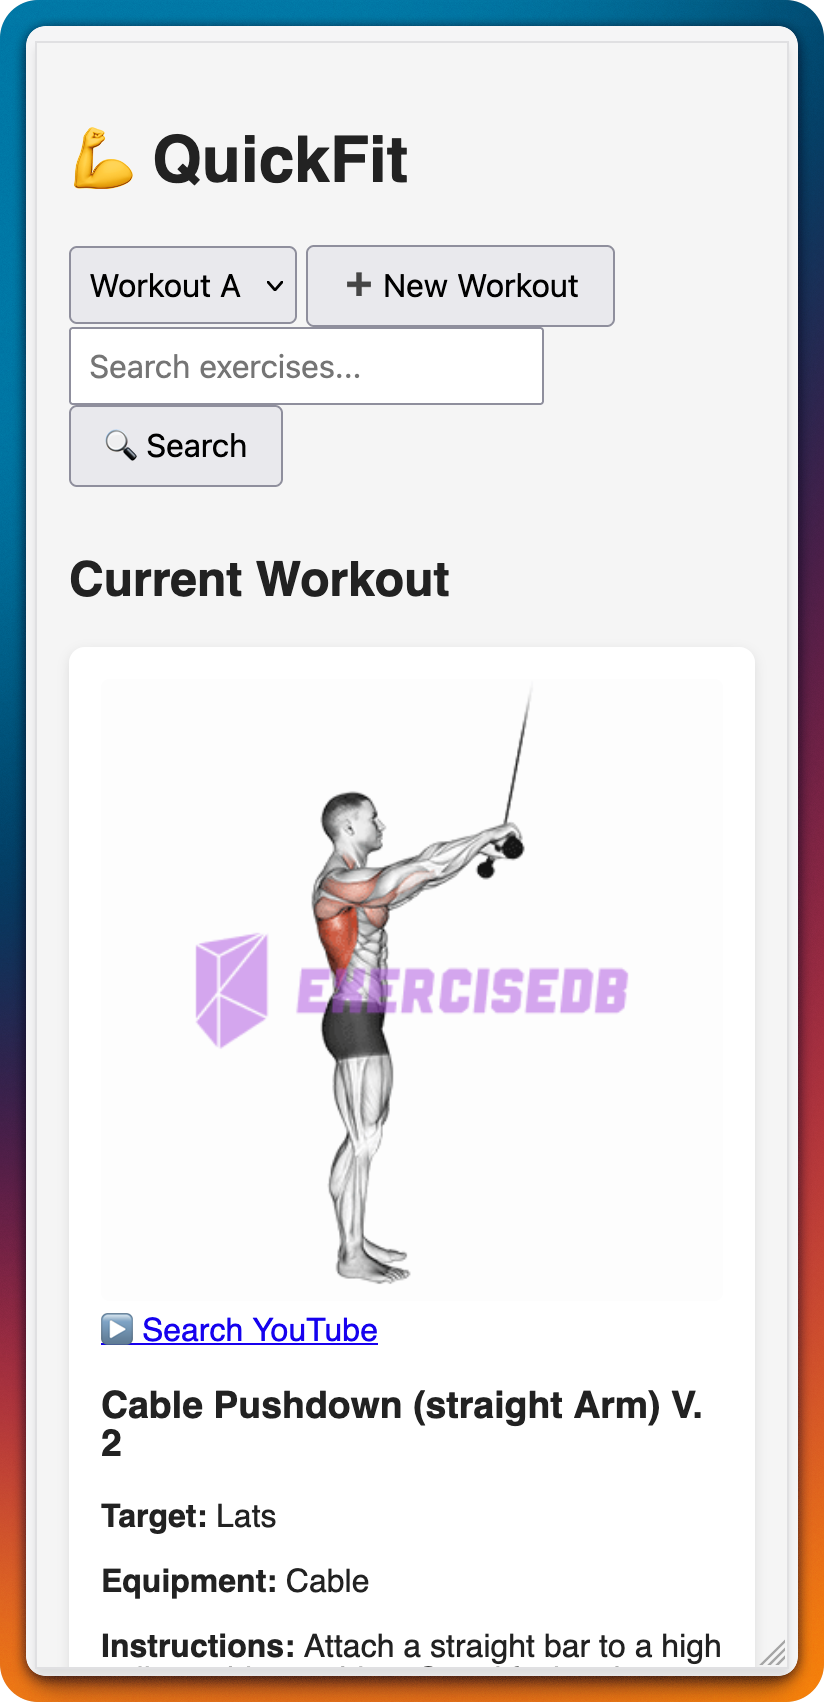 💪 QuickFit
Workout A
➕ New Workout
Search exercises...
🔍 Search
Current Workout
EXERCISEDB
▶️ Search YouTube
Cable Pushdown (straight Arm) V.
2
Target: Lats
Equipment: Cable
Instructions: Attach a straight bar to a high